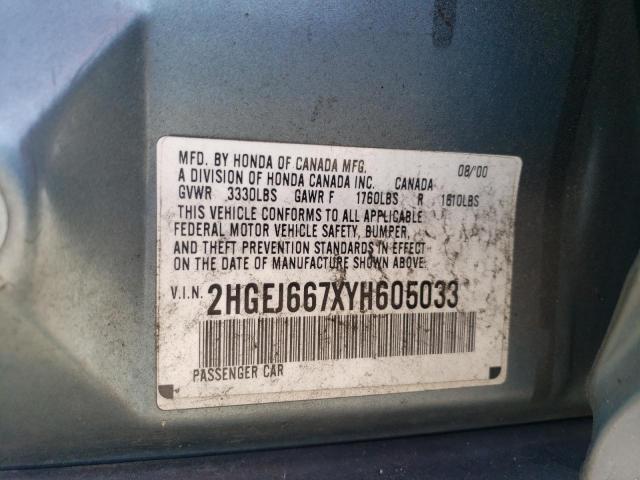 MFD. BY HONDA OF CANADA MFG. 08/00
A DIVISION OF HONDA CANADA INC. CANADA
GVWR 3330LBS GAWR F 1760LBS R 1610LBS
THIS VEHICLE CONFORMS TO ALL APPLICABLE
FEDERAL MOTOR VEHICLE SAFETY, BUMPER,
AND THEFT PREVENTION STANDARDS IN EFFECT
ON THE DATE OF MANUFACTURE SHOWN ABOVE.
V.I.N. 2HGEJ667XYH605033
PASSENGER CAR